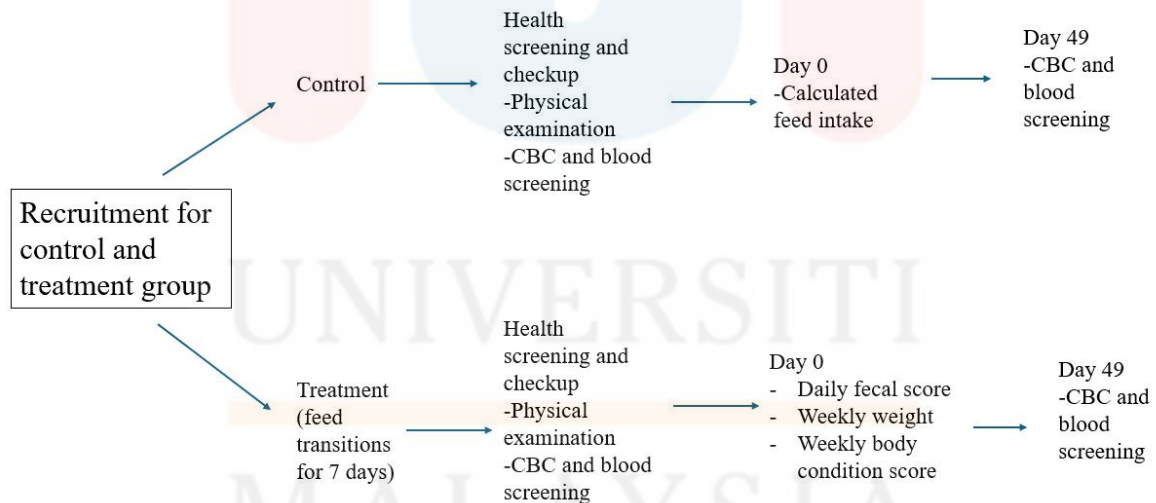 Recruitment for
control and
treatment group
Control
Health
screening and
checkup
-Physical
examination
-CBC and blood
screening
Day 0
-Calculated
feed intake
Day 49
-CBC and
blood
screening
Treatment
(feed
transitions
for 7 days)
Health
screening and
checkup
-Physical
examination
-CBC and blood
screening
Day 0
- Daily fecal score
- Weekly weight
- Weekly body
condition score
Day 49
-CBC and
blood
screening
UNIVERSITI
MALAYSIA